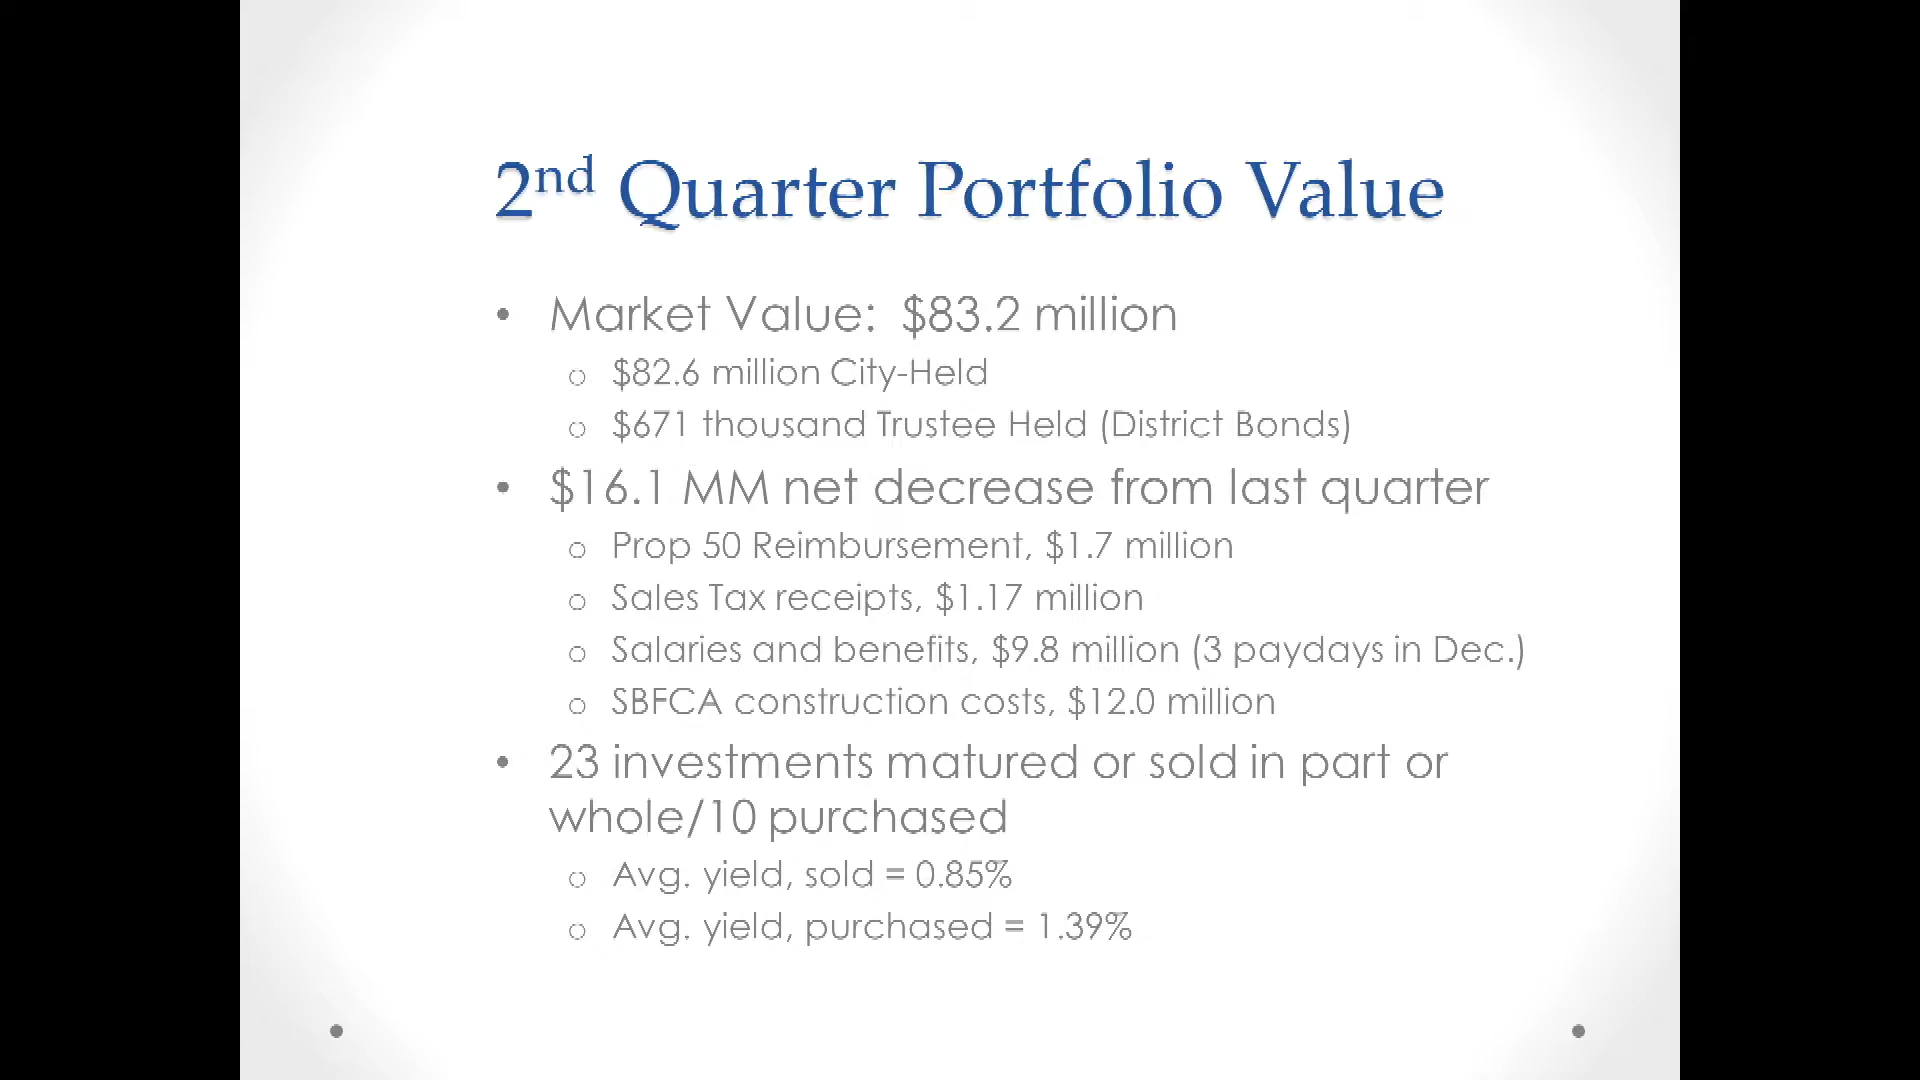 2nd Quarter Portfolio Value
• Market Value: $83.2 million
o $82.6 million City-Held
o $671 thousand Trustee Held (District Bonds)
• $16.1 MM net decrease from last quarter
o Prop 50 Reimbursement, $1.7 million
o Sales Tax receipts, $1.17 million
o Salaries and benefits, $9.8 million (3 paydays in Dec.)
o SBFCA construction costs, $12.0 million
• 23 investments matured or sold in part or
whole/10 purchased
o Avg. yield, sold = 0.85%
o Avg. yield, purchased = 1.39%